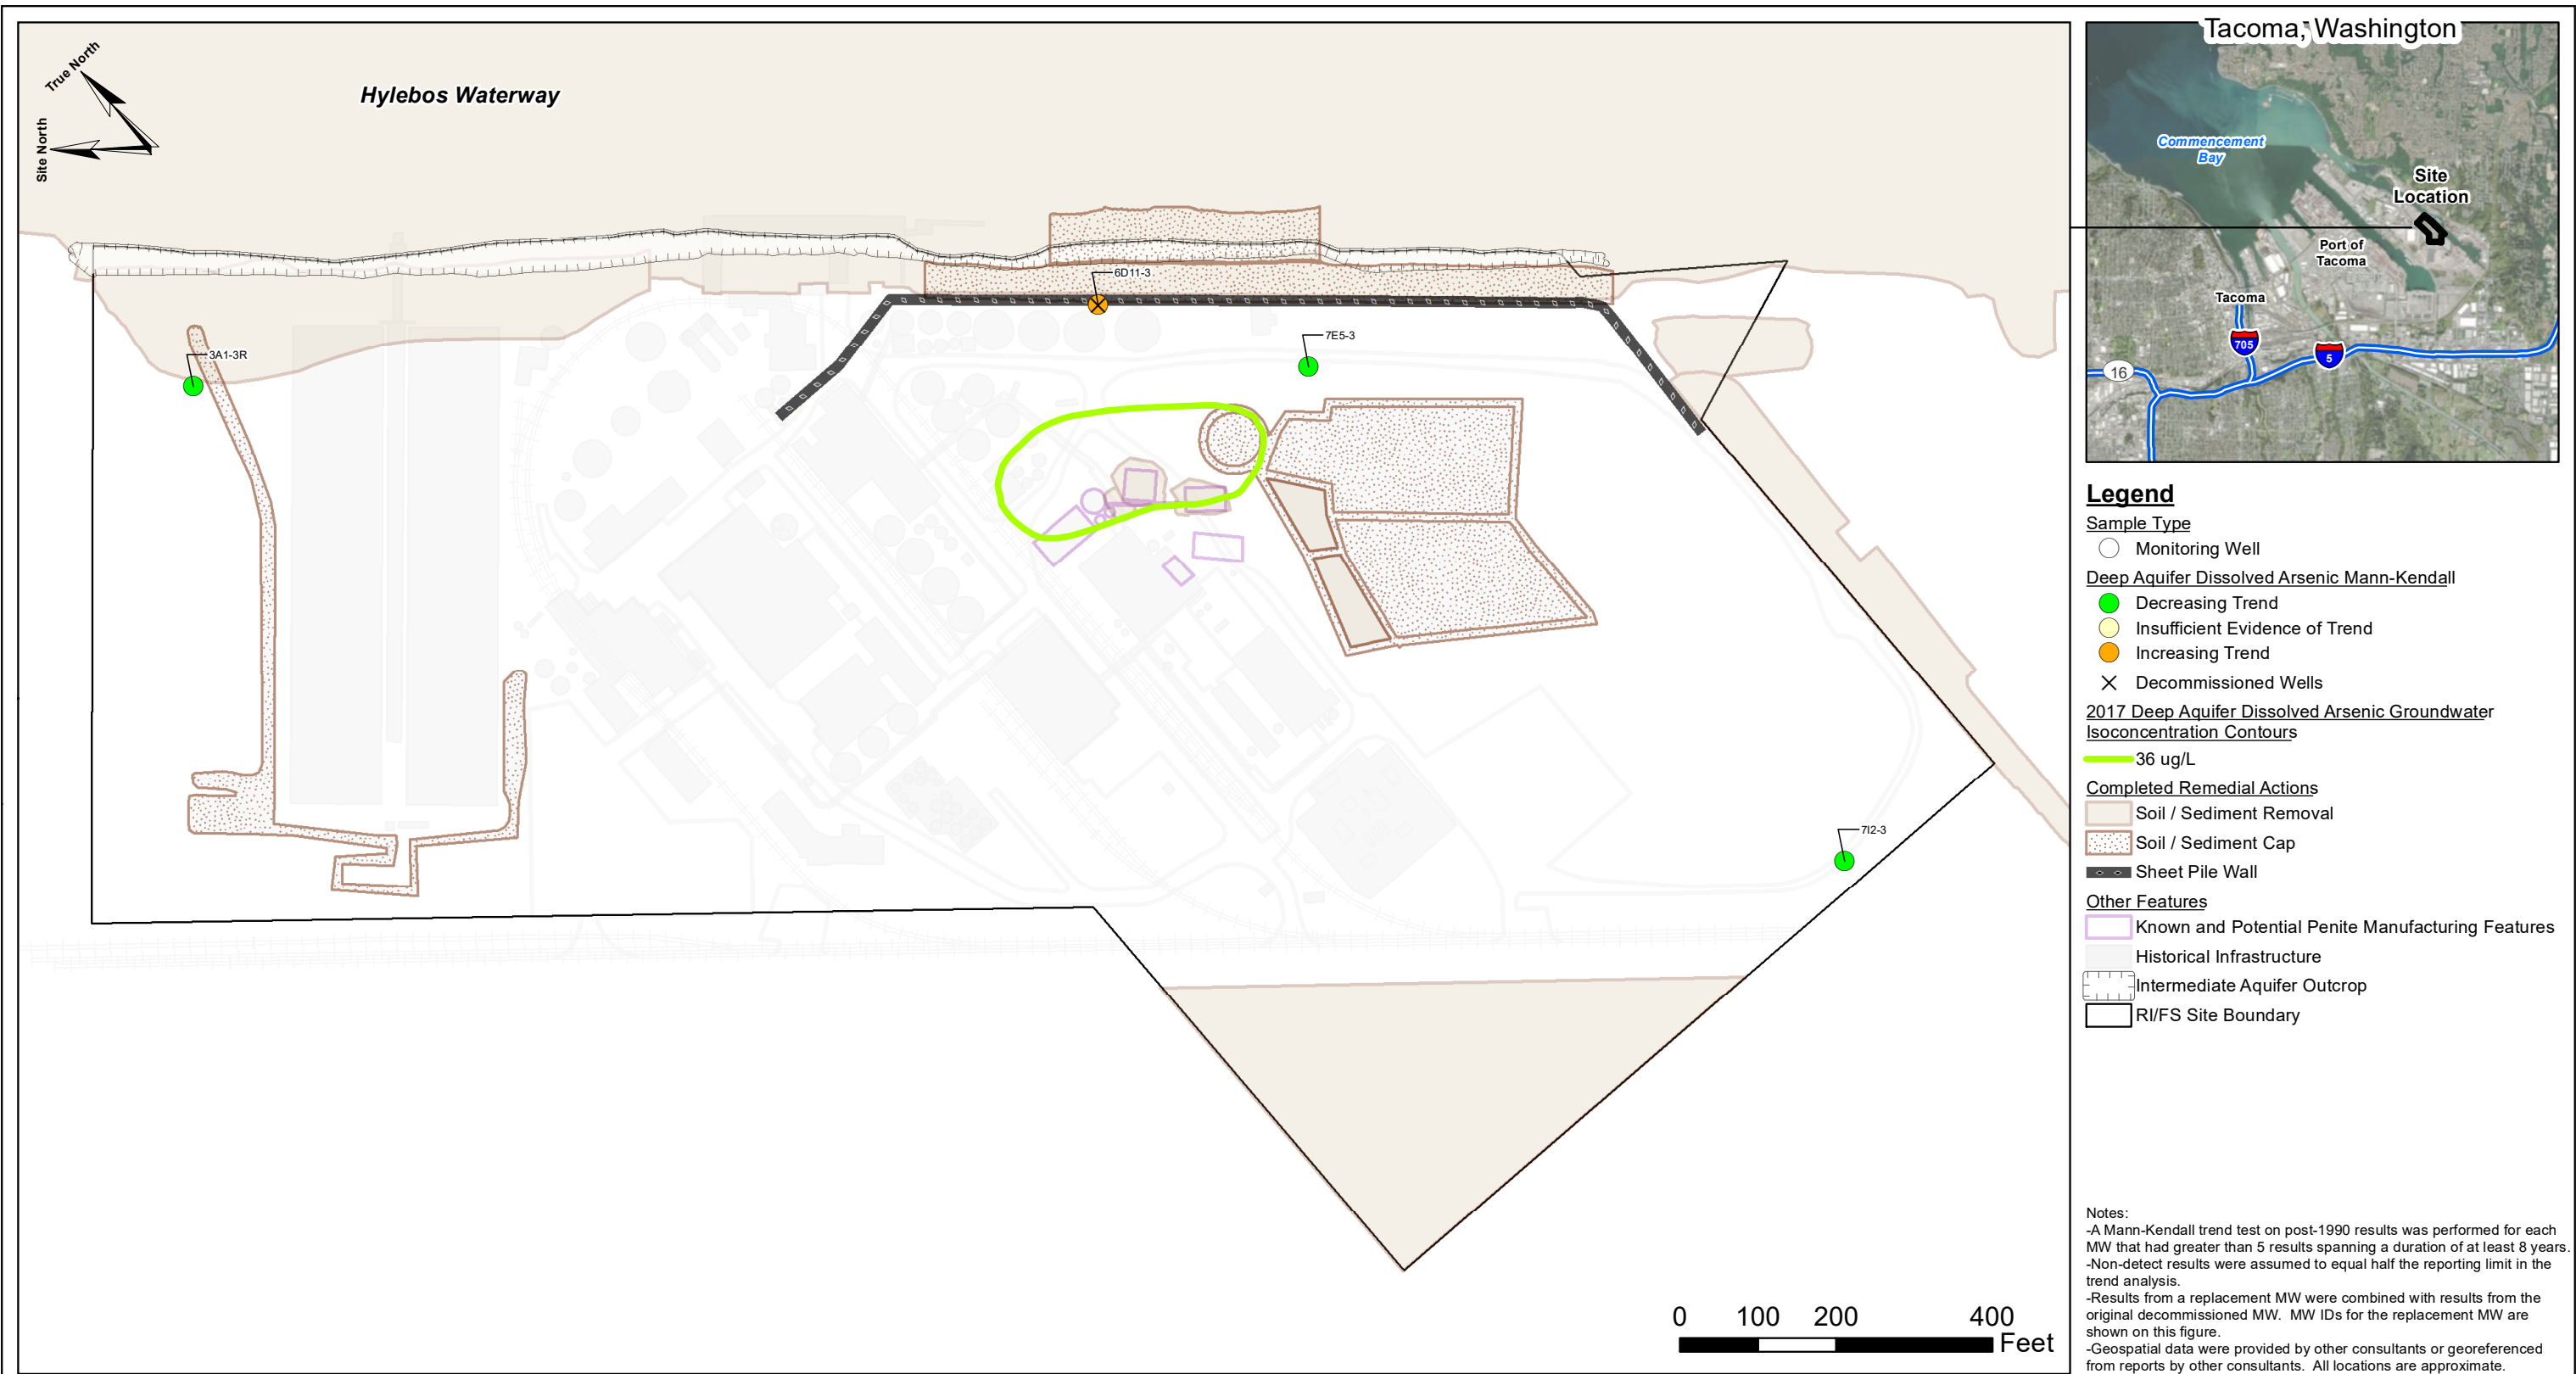 True North
Site North
Hylebos Waterway
6D11-3
7E5-3
3A1-3R
7I2-3
0 100 200 400
Feet
Tacoma, Washington
Commencement
Bay
Site
Location
Port of
Tacoma
Tacoma
705
5
16
Legend
Sample Type
Monitoring Well
Deep Aquifer Dissolved Arsenic Mann-Kendall
Decreasing Trend
Insufficient Evidence of Trend
Increasing Trend
Decommissioned Wells
2017 Deep Aquifer Dissolved Arsenic Groundwater
Isoconcentration Contours
36 ug/L
Completed Remedial Actions
Soil / Sediment Removal
Soil / Sediment Cap
Sheet Pile Wall
Other Features
Known and Potential Penite Manufacturing Features
Historical Infrastructure
Intermediate Aquifer Outcrop
RI/FS Site Boundary
Notes:
-A Mann-Kendall trend test on post-1990 results was performed for each
MW that had greater than 5 results spanning a duration of at least 8 years.
-Non-detect results were assumed to equal half the reporting limit in the
trend analysis.
-Results from a replacement MW were combined with results from the
original decommissioned MW. MW IDs for the replacement MW are
shown on this figure.
-Geospatial data were provided by other consultants or georeferenced
from reports by other consultants. All locations are approximate.